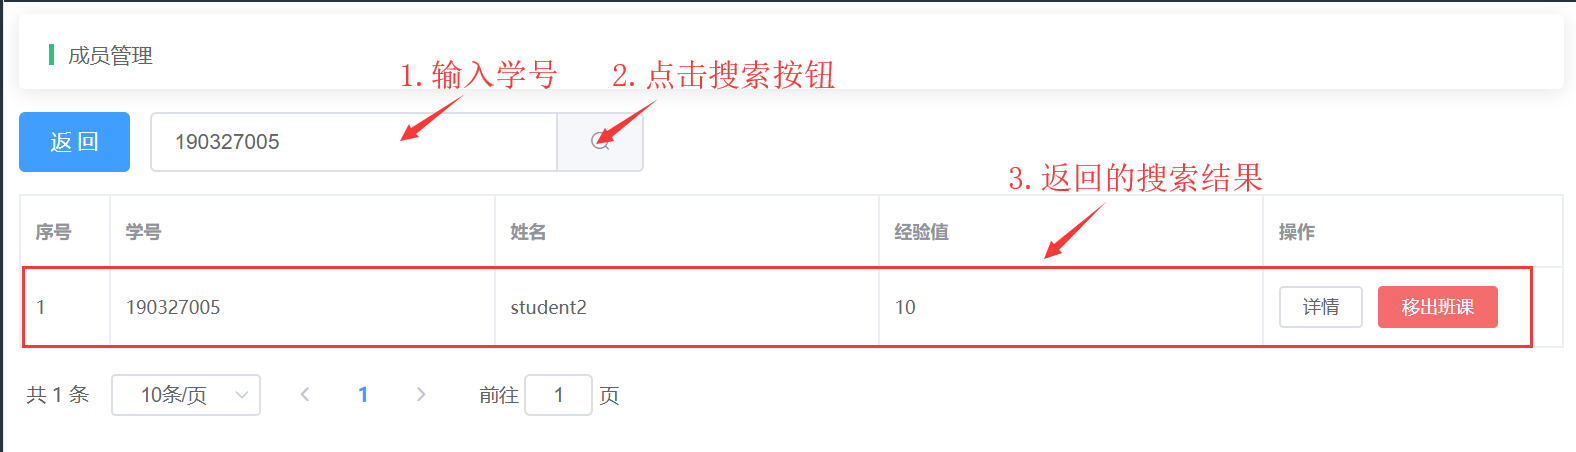 成员管理
1.输入学号
2.点击搜索按钮
返 回
190327005
3.返回的搜索结果
序号 学号 姓名 经验值 操作
1 190327005 student2 10 详情 移出班课
共 1 条 10条/页 1 前往 1 页